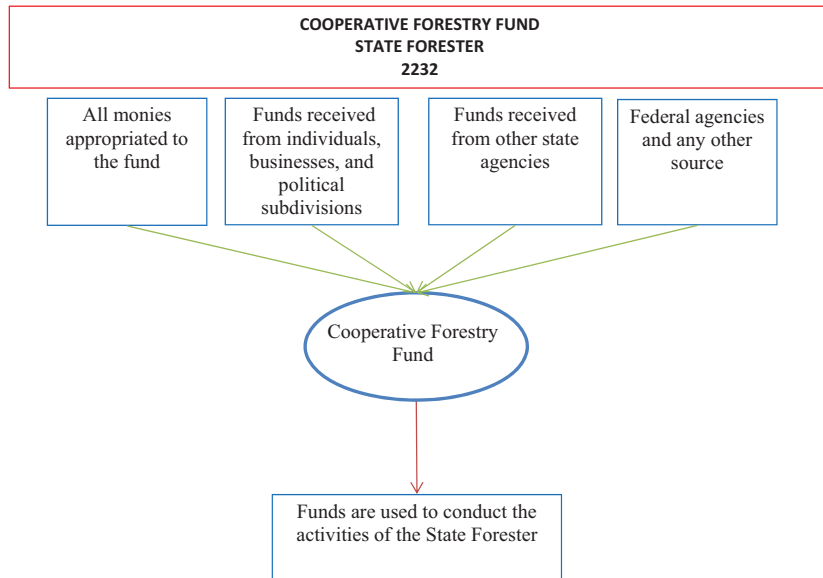 COOPERATIVE FORESTRY FUND
STATE FORESTER
2232
All monies
appropriated to
the fund
Funds received
from individuals,
businesses, and
political
subdivisions
Funds received
from other state
agencies
Federal agencies
and any other
source
Cooperative Forestry
Fund
Funds are used to conduct the
activities of the State Forester